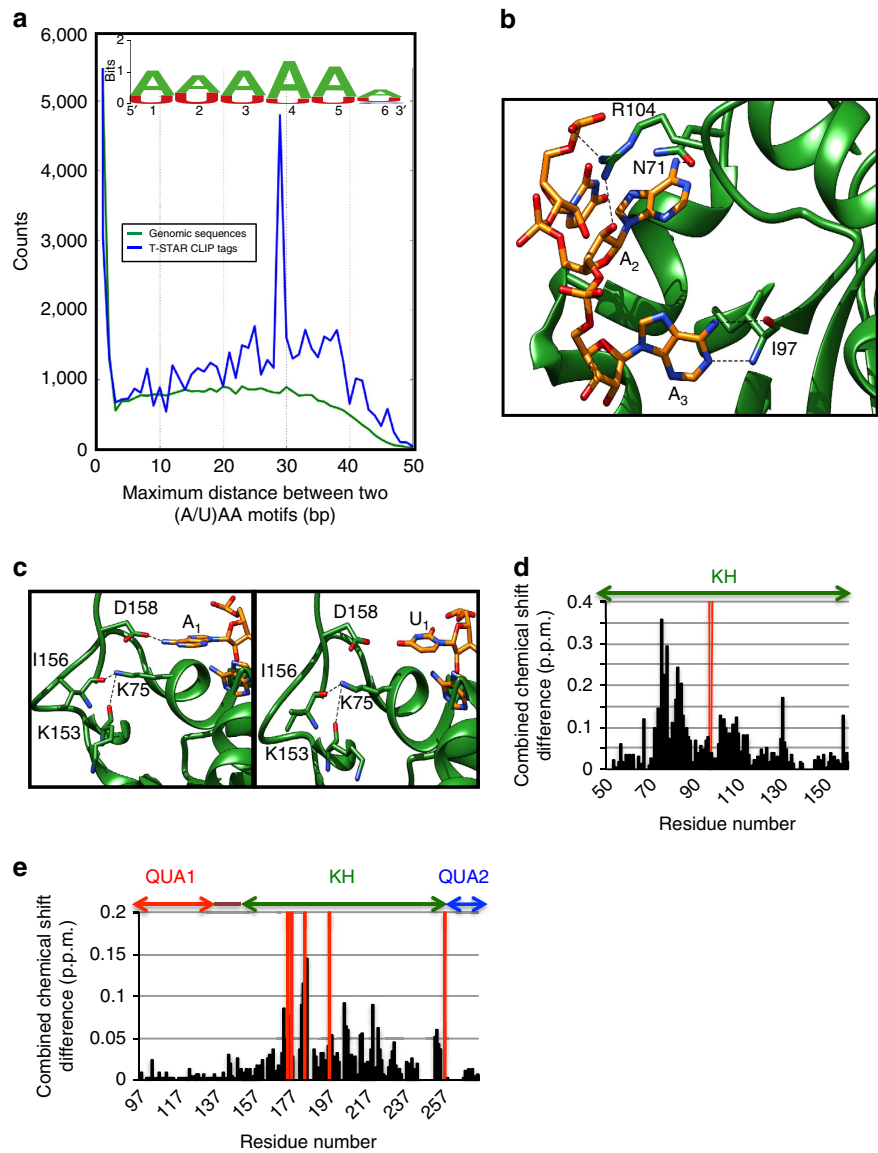 a
6,000
5,000
4,000
3,000
2,000
1,000
0
Counts
2
1
0
Bits
A A A A A A
5′ 1 2 3 4 5 6 3′
Genomic sequences
T-STAR CLIP tags
0 10 20 30 40 50
Maximum distance between two
(A/U)AA motifs (bp)
b
R104
N71
A2
I97
A3
c
D158
A1
I156
K75
K153
D158
U1
I156
K75
K153
d
KH
0.4
0.3
0.2
0.1
0
Combined chemical shift
difference (p.p.m.)
50 70 90 110 130 150
Residue number
e
QUA1 KH QUA2
0.2
0.15
0.1
0.05
0
Combined chemical shift
difference (p.p.m.)
97 117 137 157 177 197 217 237 257
Residue number